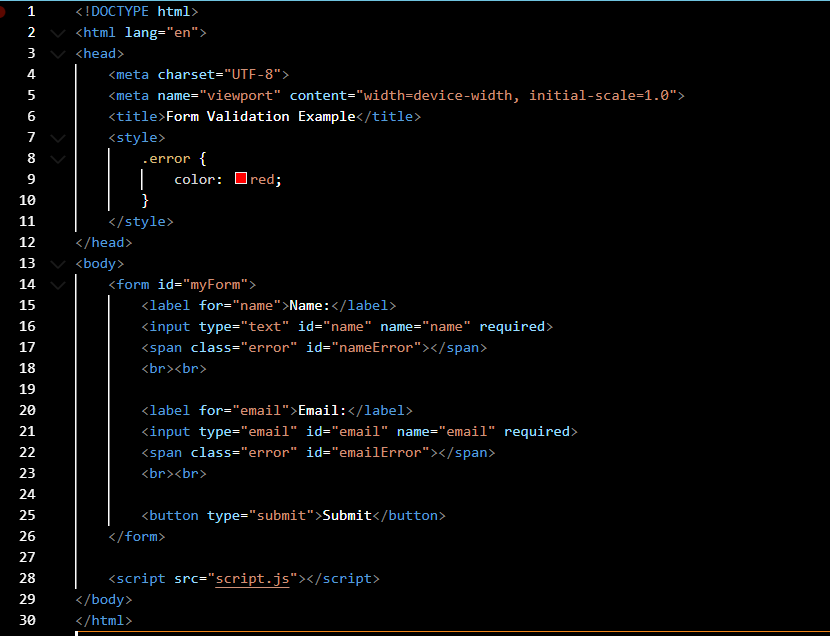 1 <!DOCTYPE html>
2 <html lang="en">
3 <head>
4     <meta charset="UTF-8">
5     <meta name="viewport" content="width=device-width, initial-scale=1.0">
6     <title>Form Validation Example</title>
7     <style>
8         .error {
9             color: red;
10         }
11     </style>
12 </head>
13 <body>
14     <form id="myForm">
15         <label for="name">Name:</label>
16         <input type="text" id="name" name="name" required>
17         <span class="error" id="nameError"></span>
18         <br><br>
19
20         <label for="email">Email:</label>
21         <input type="email" id="email" name="email" required>
22         <span class="error" id="emailError"></span>
23         <br><br>
24
25         <button type="submit">Submit</button>
26     </form>
27
28     <script src="script.js"></script>
29 </body>
30 </html>